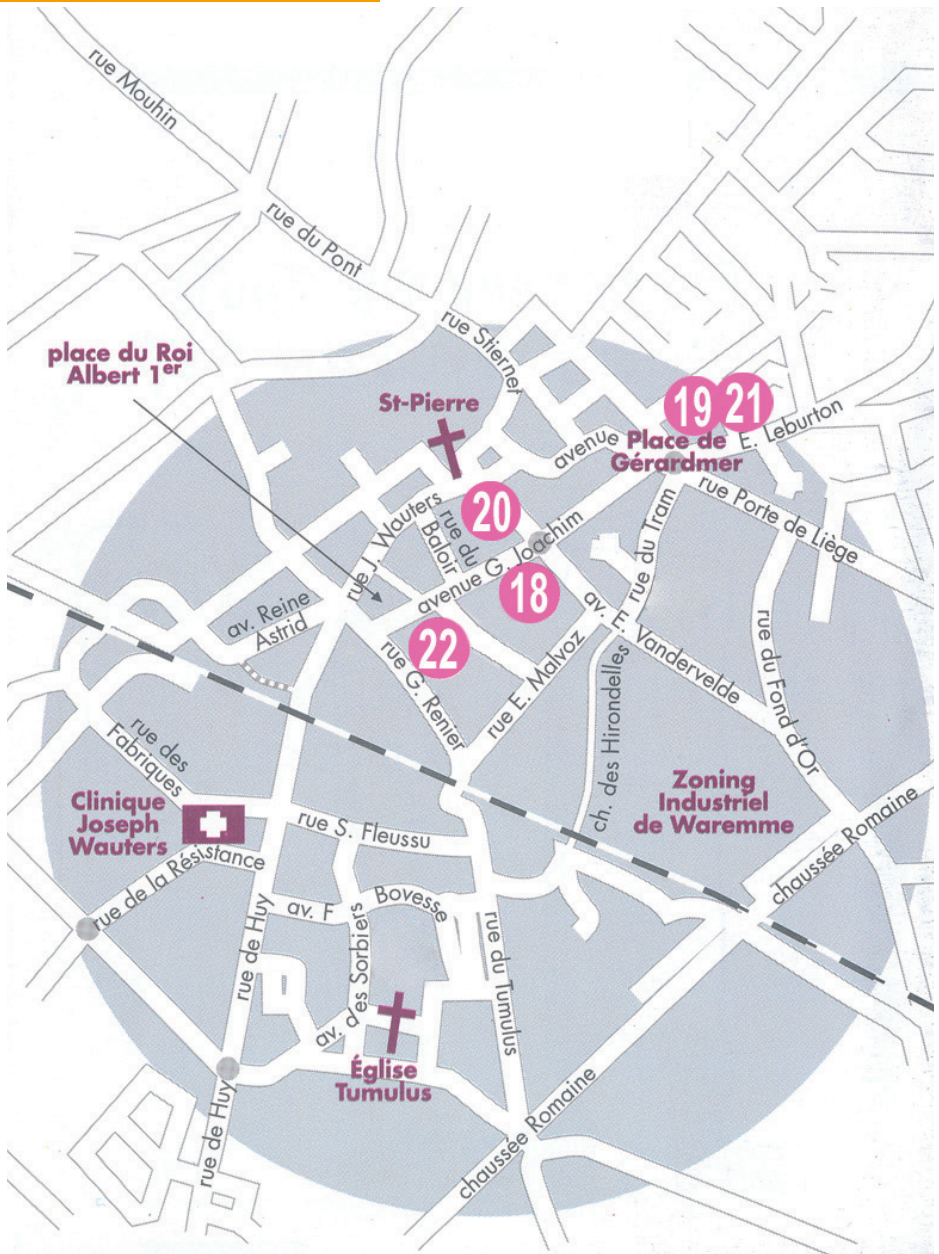 rue Mouhin
rue du Pont
rue Stiernet
place du Roi
Albert 1er
St-Pierre
19
21
avenue
Place de
Gérardmer
E. Leburton
rue Porte de Liège
rue J. Wauters
rue du
Baloir
20
avenue G. Joachim
18
rue du Tram
av. Reine
Astrid
22
rue G. Renier
rue E. Malvoz
av. E. Vandervelde
ch. des Hirondelles
rue du Fond d'Or
rue des
Fabriques
Zoning
Industriel
de Waremme
Clinique
Joseph
Wauters
rue S. Fleussu
chaussée Romaine
rue de la Résistance
av. F
Bovesse
rue de Huy
av. des Sorbiers
rue du Tumulus
Église
Tumulus
rue de Huy
chaussée Romaine